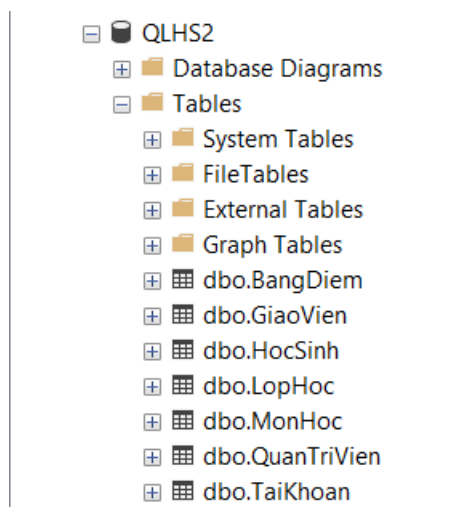 QLHS2
Database Diagrams
Tables
System Tables
FileTables
External Tables
Graph Tables
dbo.BangDiem
dbo.GiaoVien
dbo.HocSinh
dbo.LopHoc
dbo.MonHoc
dbo.QuanTriVien
dbo.TaiKhoan